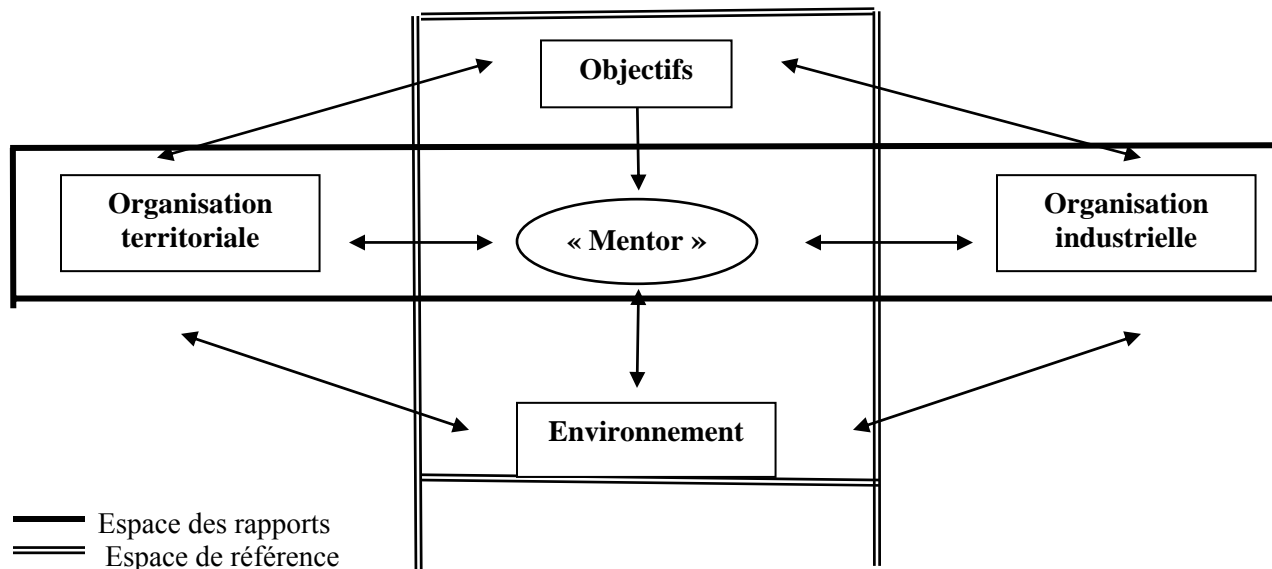 Objectifs
Organisation
territoriale
« Mentor »
Organisation
industrielle
Environnement
Espace des rapports
Espace de référence